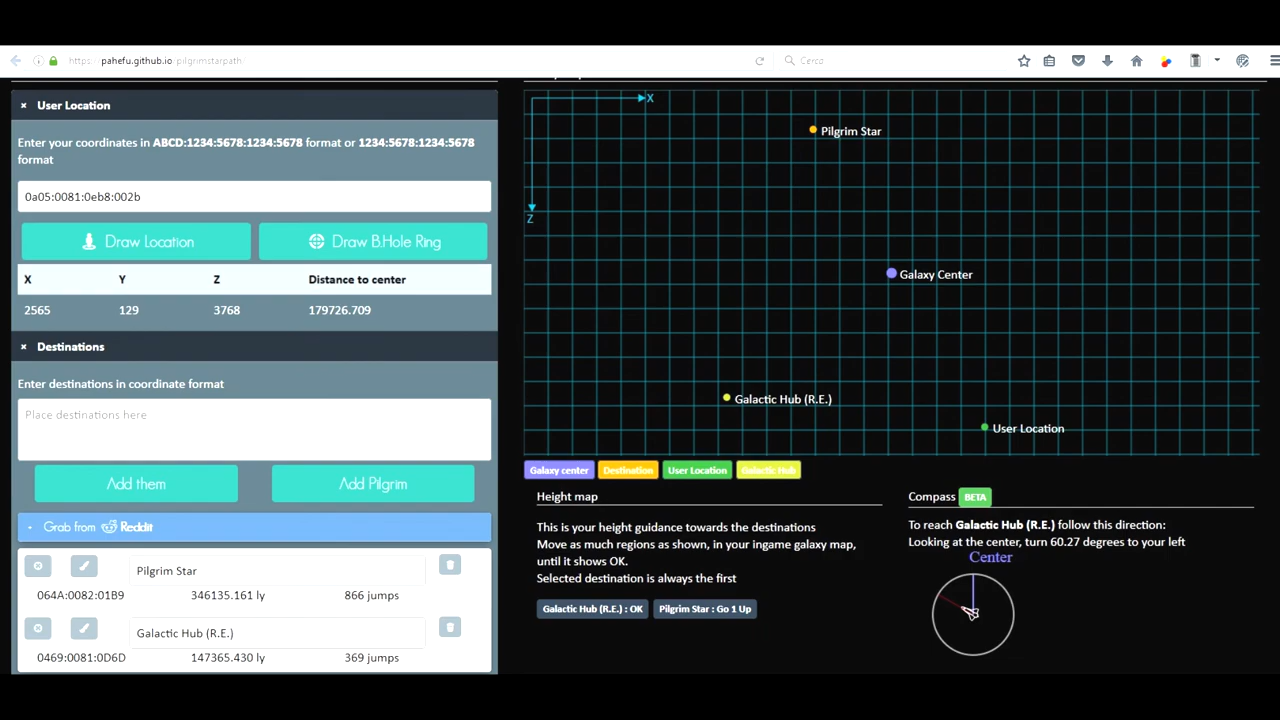 https://pahefu.github.io/pilgrimstarpath/
Cerca
User Location
Enter your coordinates in ABCD:1234:5678:1234:5678 format or 1234:5678:1234:5678
format
0a05:0081:0eb8:002b
Draw Location
Draw B.Hole Ring
X Y Z Distance to center
2565 129 3768 179726.709
Destinations
Enter destinations in coordinate format
Place destinations here
Add them
Add Pilgrim
Grab from Reddit
Pilgrim Star
064A:0082:01B9 346135.161 ly 866 jumps
Galactic Hub (R.E.)
0469:0081:0D6D 147365.430 ly 369 jumps
X
Z
Pilgrim Star
Galaxy Center
Galactic Hub (R.E.)
User Location
Galaxy center
Destination
User Location
Galactic Hub
Height map
This is your height guidance towards the destinations
Move as much regions as shown, in your ingame galaxy map,
until it shows OK.
Selected destination is always the first
Galactic Hub (R.E.) : OK
Pilgrim Star : Go 1 Up
Compass BETA
To reach Galactic Hub (R.E.) follow this direction:
Looking at the center, turn 60.27 degrees to your left
Center